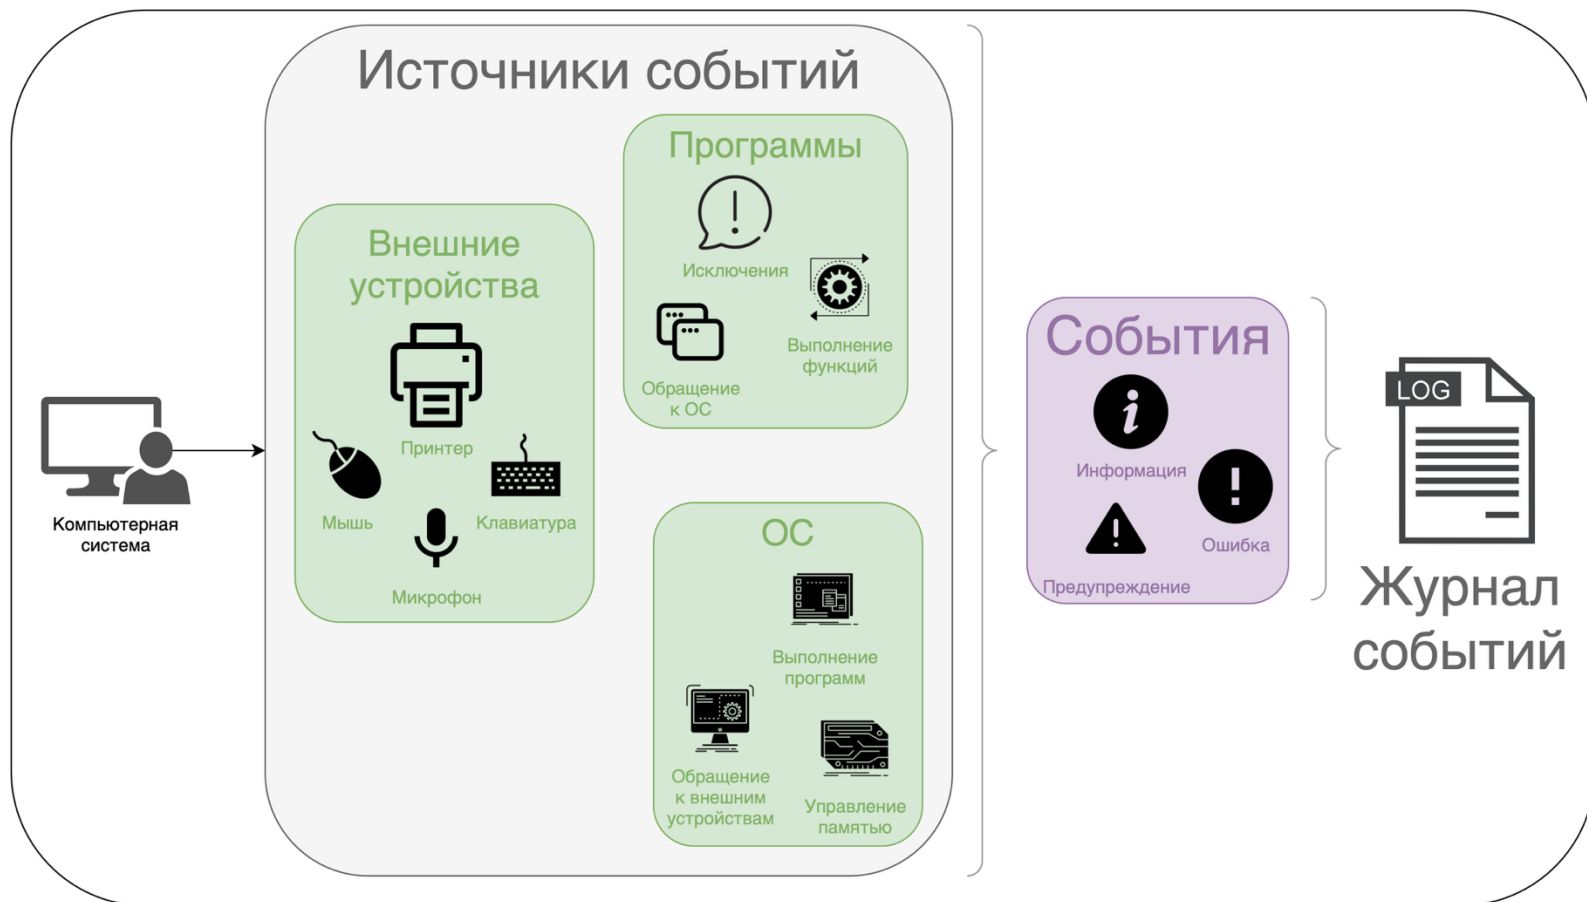 Источники событий
Программы
Исключения
Выполнение
функций
Обращение
к ОС
Внешние
устройства
Принтер
Мышь
Клавиатура
Микрофон
Компьютерная
система
ОС
Выполнение
программ
Обращение
к внешним
устройствам
Управление
памятью
События
Информация
Ошибка
Предупреждение
LOG
Журнал
событий